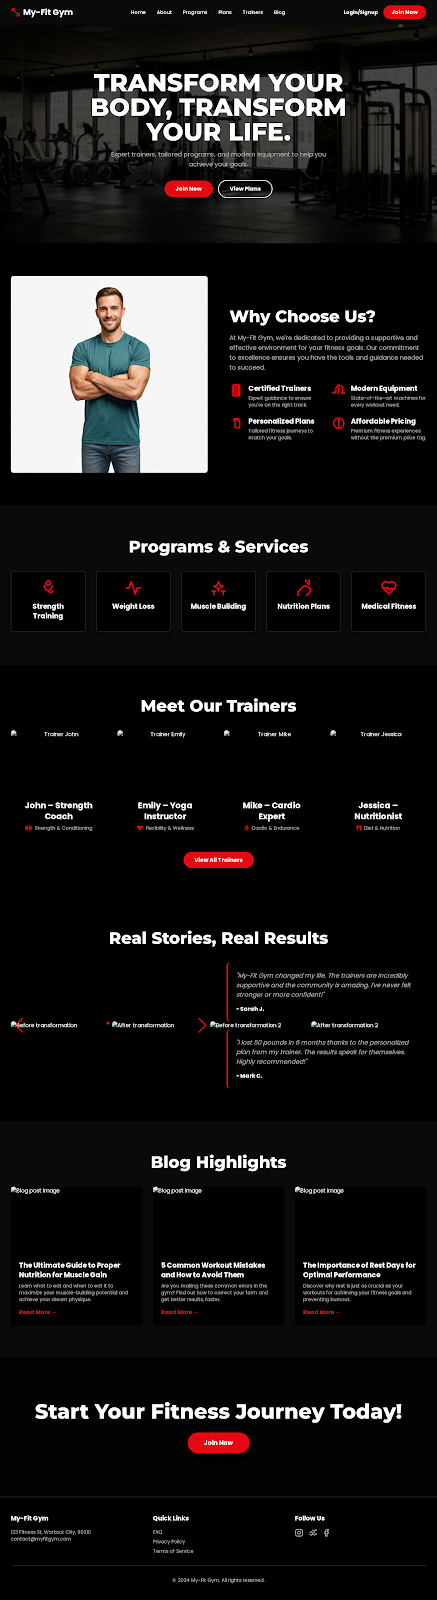 My-Fit Gym
Home About Programs Plans Trainers Blog
Login/Signup
Join Now
TRANSFORM YOUR
BODY, TRANSFORM
YOUR LIFE.
Expert trainers, tailored programs, and modern equipment to help you
achieve your goals.
Join Now
View Plans
Why Choose Us?
At My-Fit Gym, we're dedicated to providing a supportive and
effective environment for your fitness goals. Our commitment
to excellence ensures you have the tools and guidance needed
to succeed.
Certified Trainers
Expert guidance to ensure
you're on the right track.
Modern Equipment
State-of-the-art machines for
every workout need.
Personalized Plans
Tailored fitness journeys to
match your goals.
Affordable Pricing
Premium fitness experiences
without the premium price tag.
Programs & Services
Strength
Training
Weight Loss
Muscle Building
Nutrition Plans
Medical Fitness
Meet Our Trainers
Trainer John
Trainer Emily
Trainer Mike
Trainer Jessica
John – Strength
Coach
Strength & Conditioning
Emily – Yoga
Instructor
Flexibility & Wellness
Mike – Cardio
Expert
Cardio & Endurance
Jessica –
Nutritionist
Diet & Nutrition
View All Trainers
Real Stories, Real Results
"My-Fit Gym changed my life. The trainers are incredibly
supportive and the community is amazing. I've never felt
stronger or more confident!"
- Sarah J.
Before transformation
After transformation
Before transformation 2
After transformation 2
"I lost 50 pounds in 6 months thanks to the personalized
plan from my trainer. The results speak for themselves.
Highly recommended!"
- Mark C.
Blog Highlights
Blog post image
Blog post image
Blog post image
The Ultimate Guide to Proper
Nutrition for Muscle Gain
Learn what to eat and when to eat it to
maximize your muscle-building potential and
achieve your dream physique.
Read More →
5 Common Workout Mistakes
and How to Avoid Them
Are you making these common errors in the
gym? Find out how to correct your form and
get better results, faster.
Read More →
The Importance of Rest Days for
Optimal Performance
Discover why rest is just as crucial as your
workouts for achieving your fitness goals and
preventing burnout.
Read More →
Start Your Fitness Journey Today!
Join Now
My-Fit Gym
123 Fitness St, Workout City, 90210
contact@myfitgym.com
Quick Links
FAQ
Privacy Policy
Terms of Service
Follow Us
© 2024 My-Fit Gym. All rights reserved.